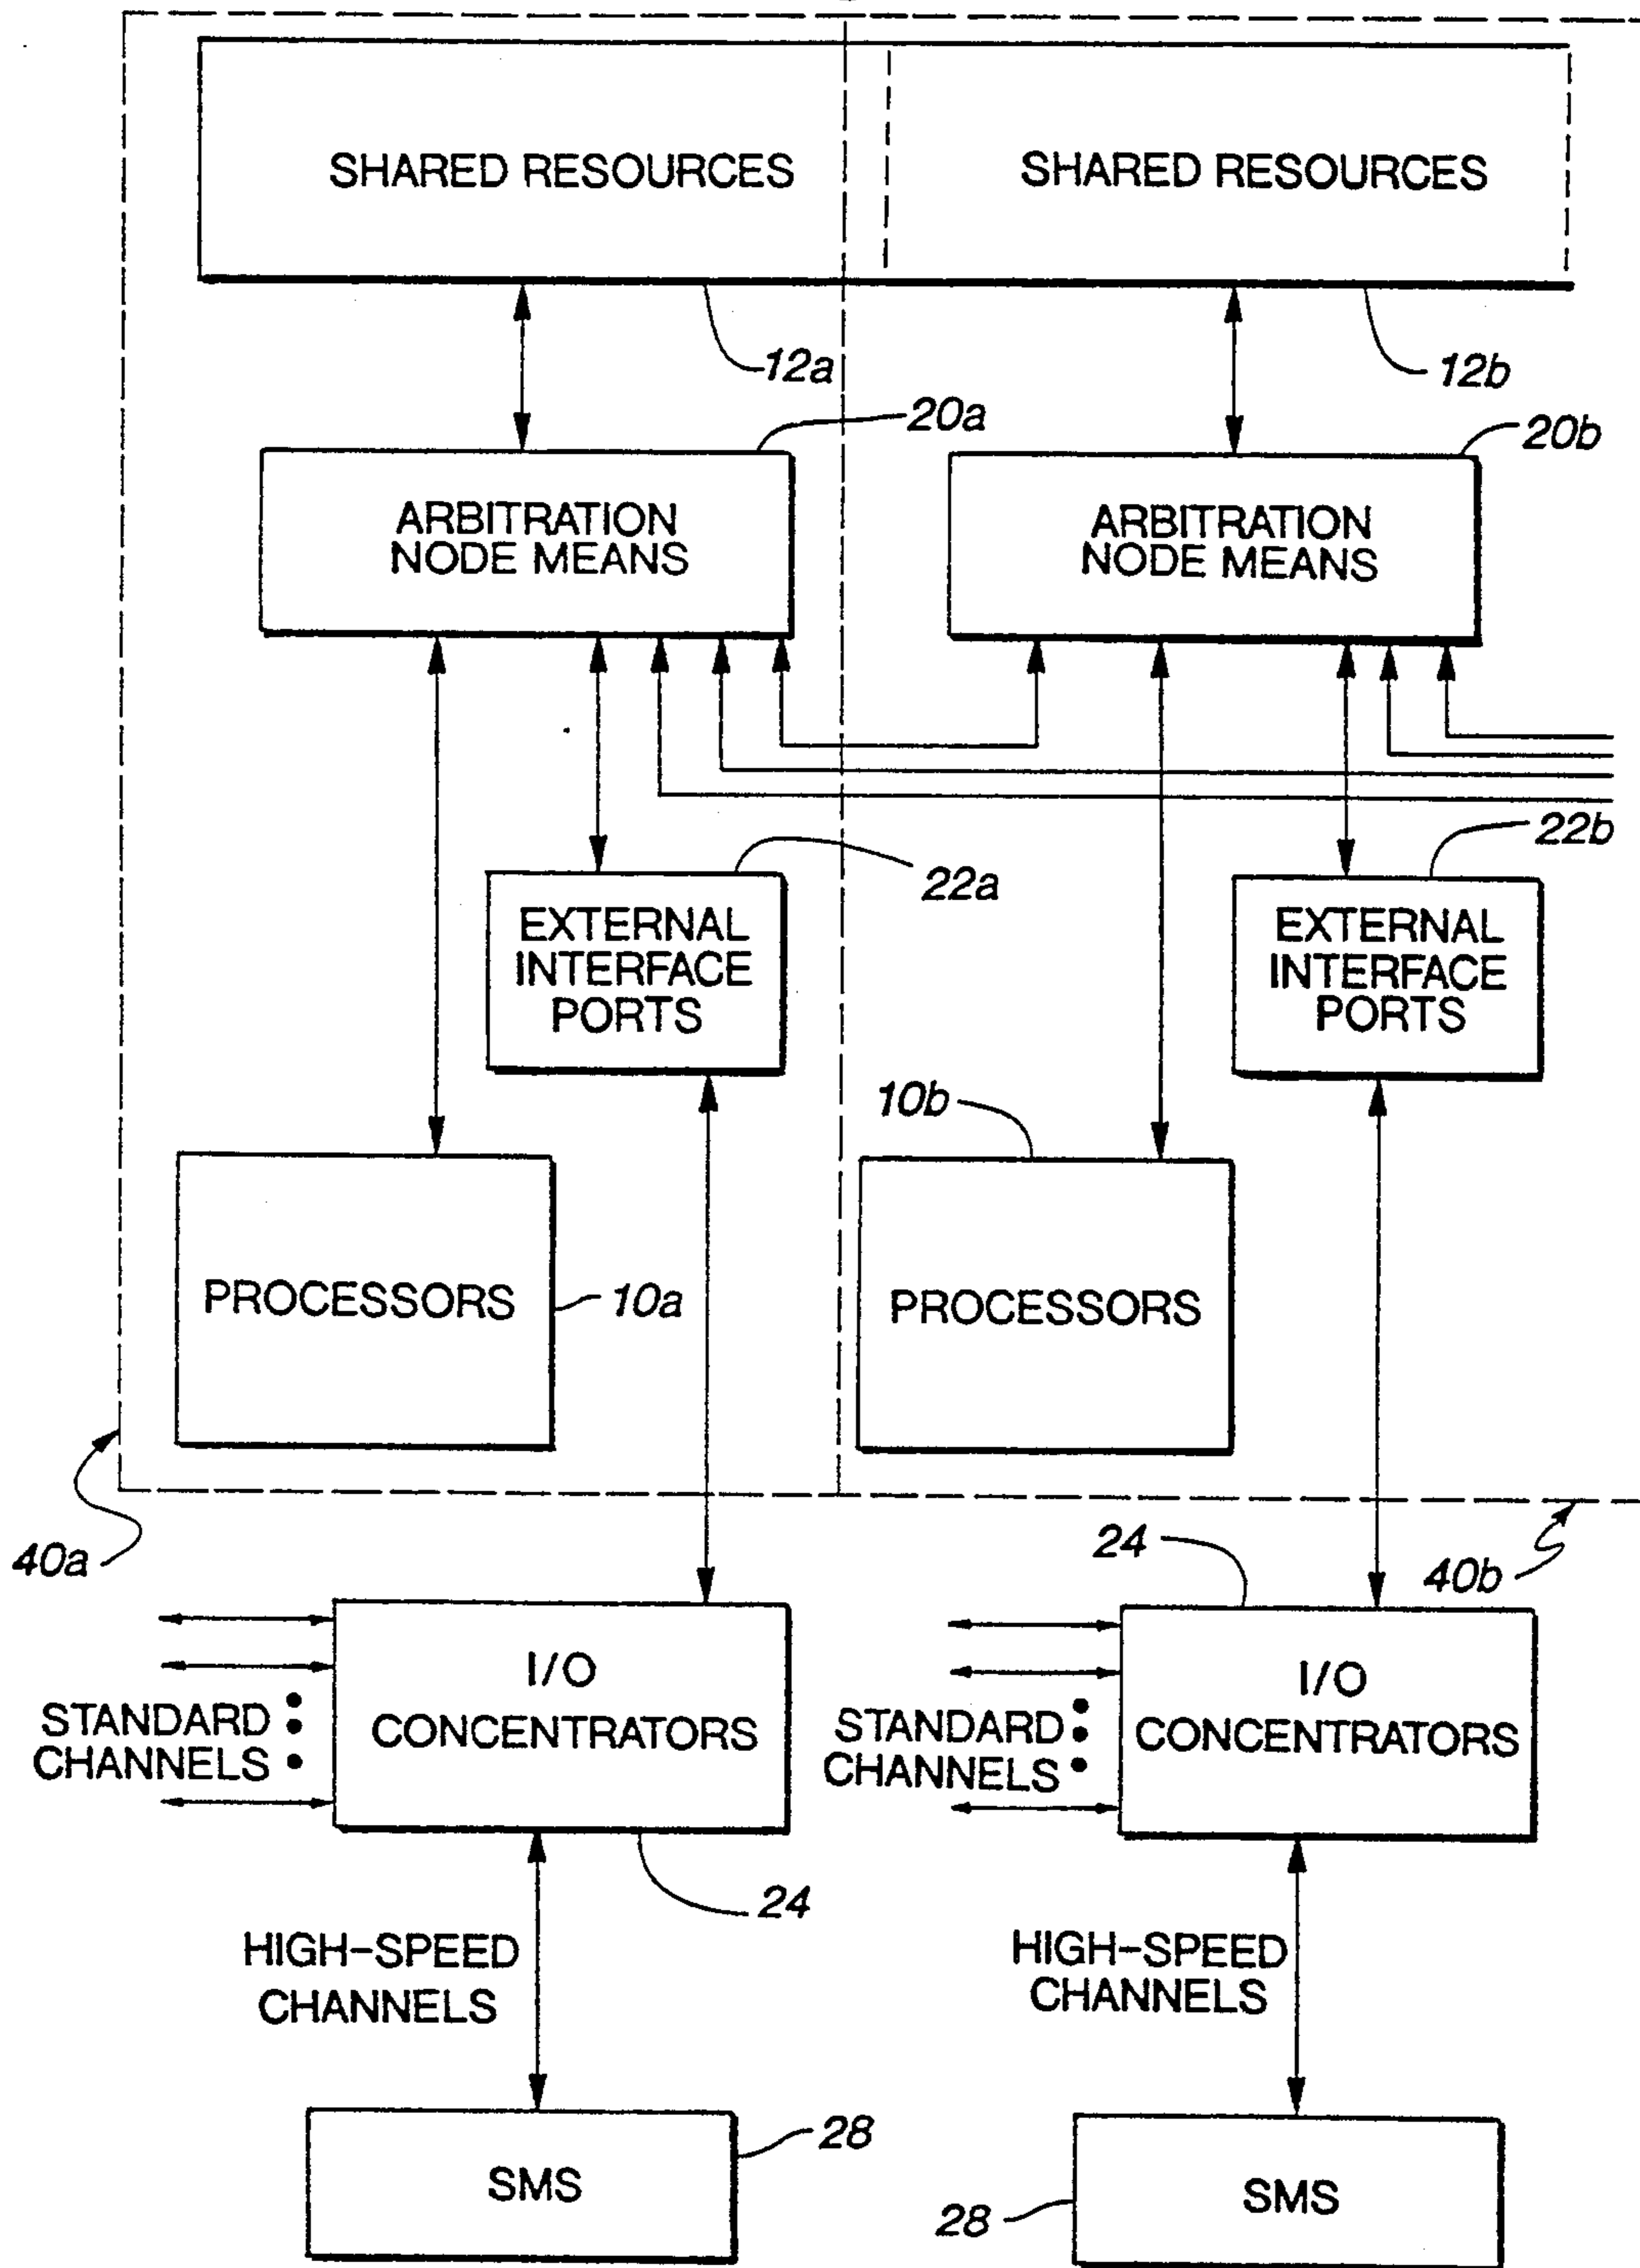 SHARED RESOURCES
SHARED RESOURCES
12a
12b
20a
20b
ARBITRATION
NODE MEANS
ARBITRATION
NODE MEANS
22a
22b
EXTERNAL
INTERFACE
PORTS
EXTERNAL
INTERFACE
PORTS
10b
PROCESSORS
10a
PROCESSORS
40a
24
40b
I/O
CONCENTRATORS
STANDARD
CHANNELS
I/O
CONCENTRATORS
STANDARD
CHANNELS
24
HIGH-SPEED
CHANNELS
HIGH-SPEED
CHANNELS
SMS
28
SMS
28